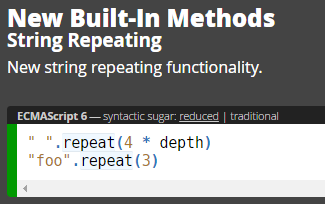 New Built-In Methods
String Repeating
New string repeating functionality.
ECMAScript 6 — syntactic sugar: reduced | traditional
" ".repeat(4 * depth)
"foo".repeat(3)